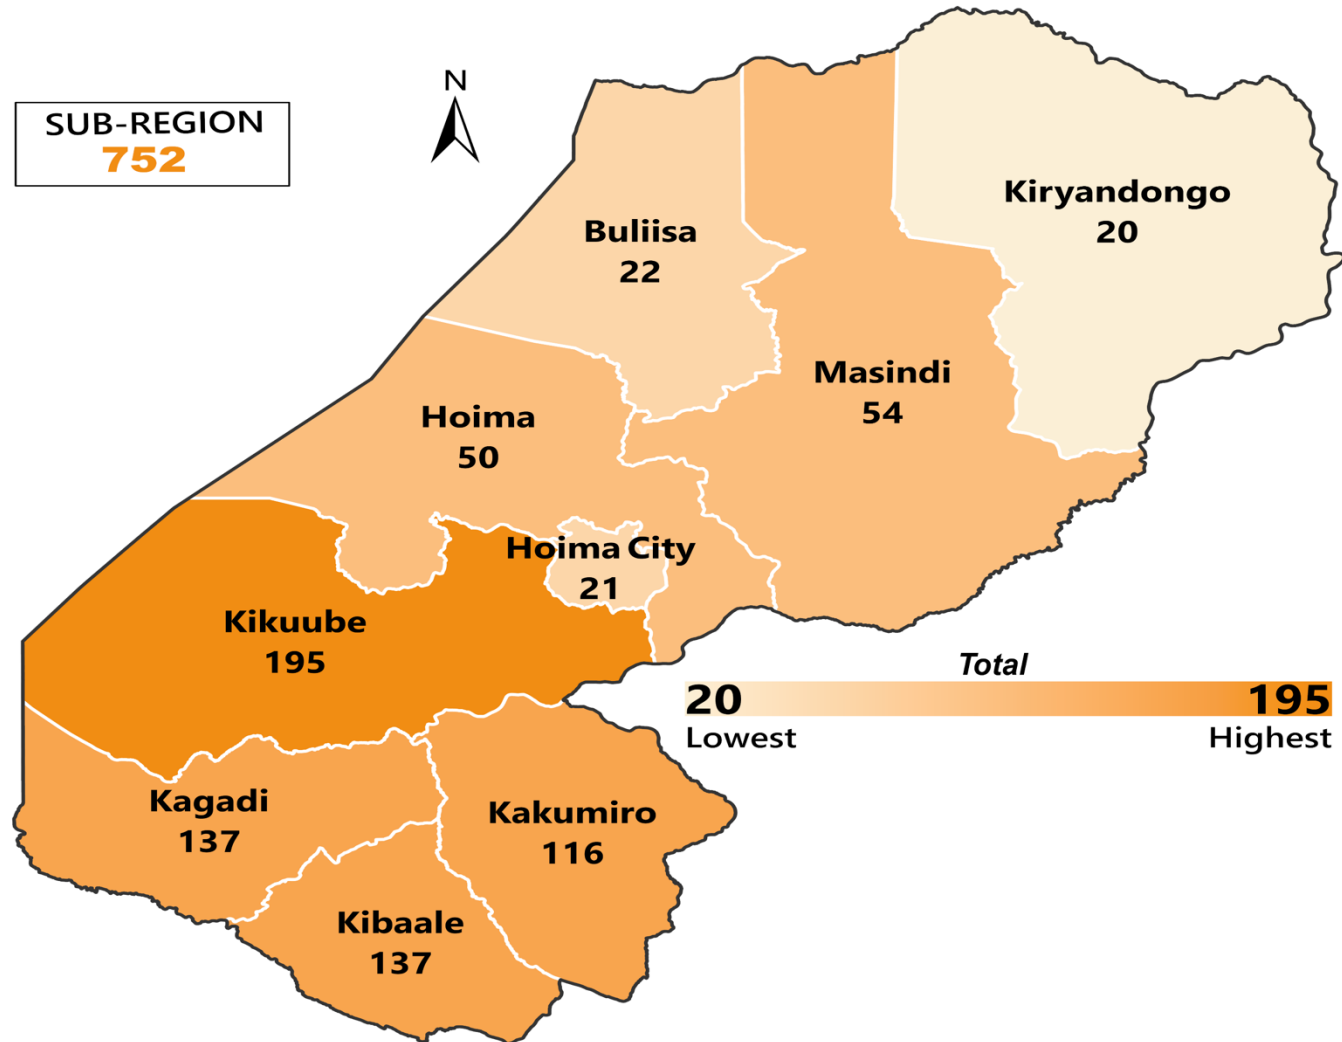 N
SUB-REGION
752
Kiryandongo
20
Buliisa
22
Masindi
54
Hoima
50
Hoima City
21
Kikuube
195
Total
20
195
Lowest
Highest
Kagadi
137
Kakumiro
116
Kibaale
137